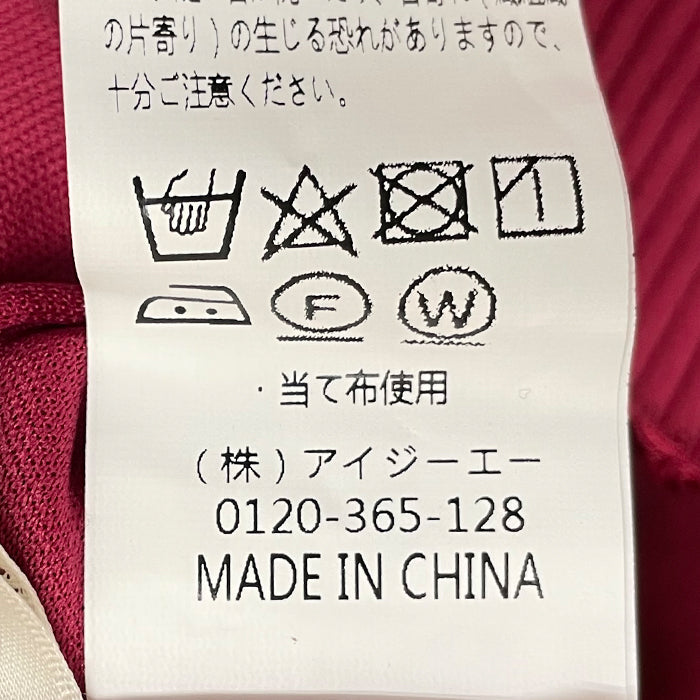 の片寄り)の生じる恐れがありますので、
十分ご注意ください。
F
W
・当て布使用
(株)アイジーエー
0120-365-128
MADE IN CHINA